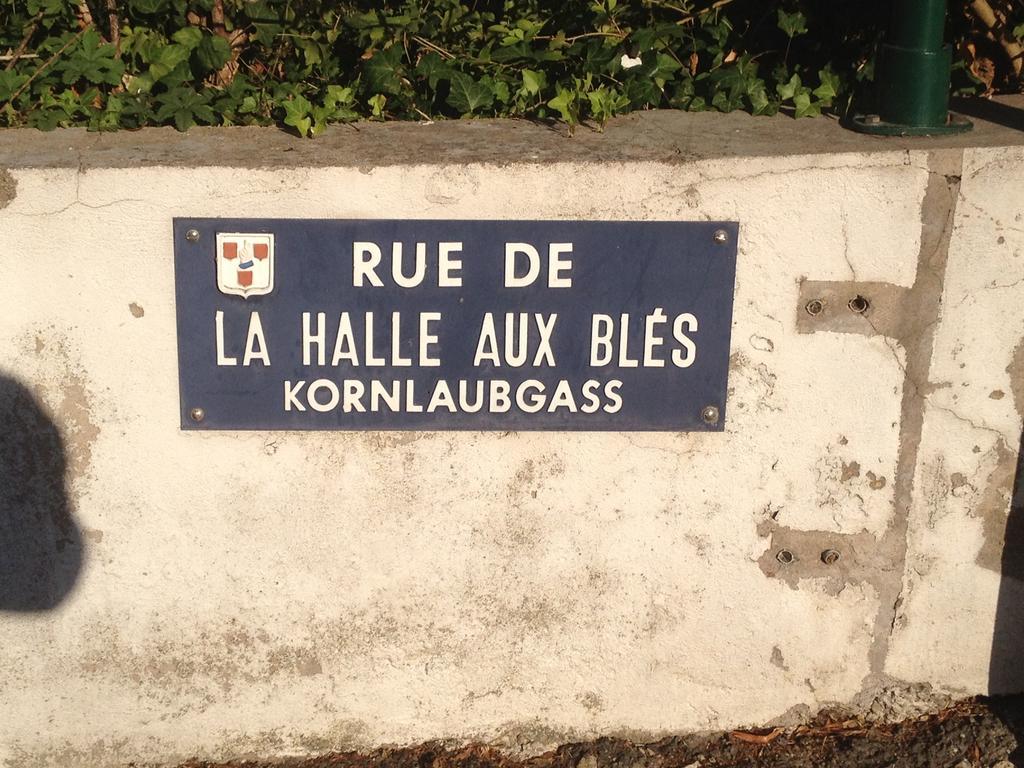 RUE DE
LA HALLE AUX BLÉS
KORNLAUBGASS